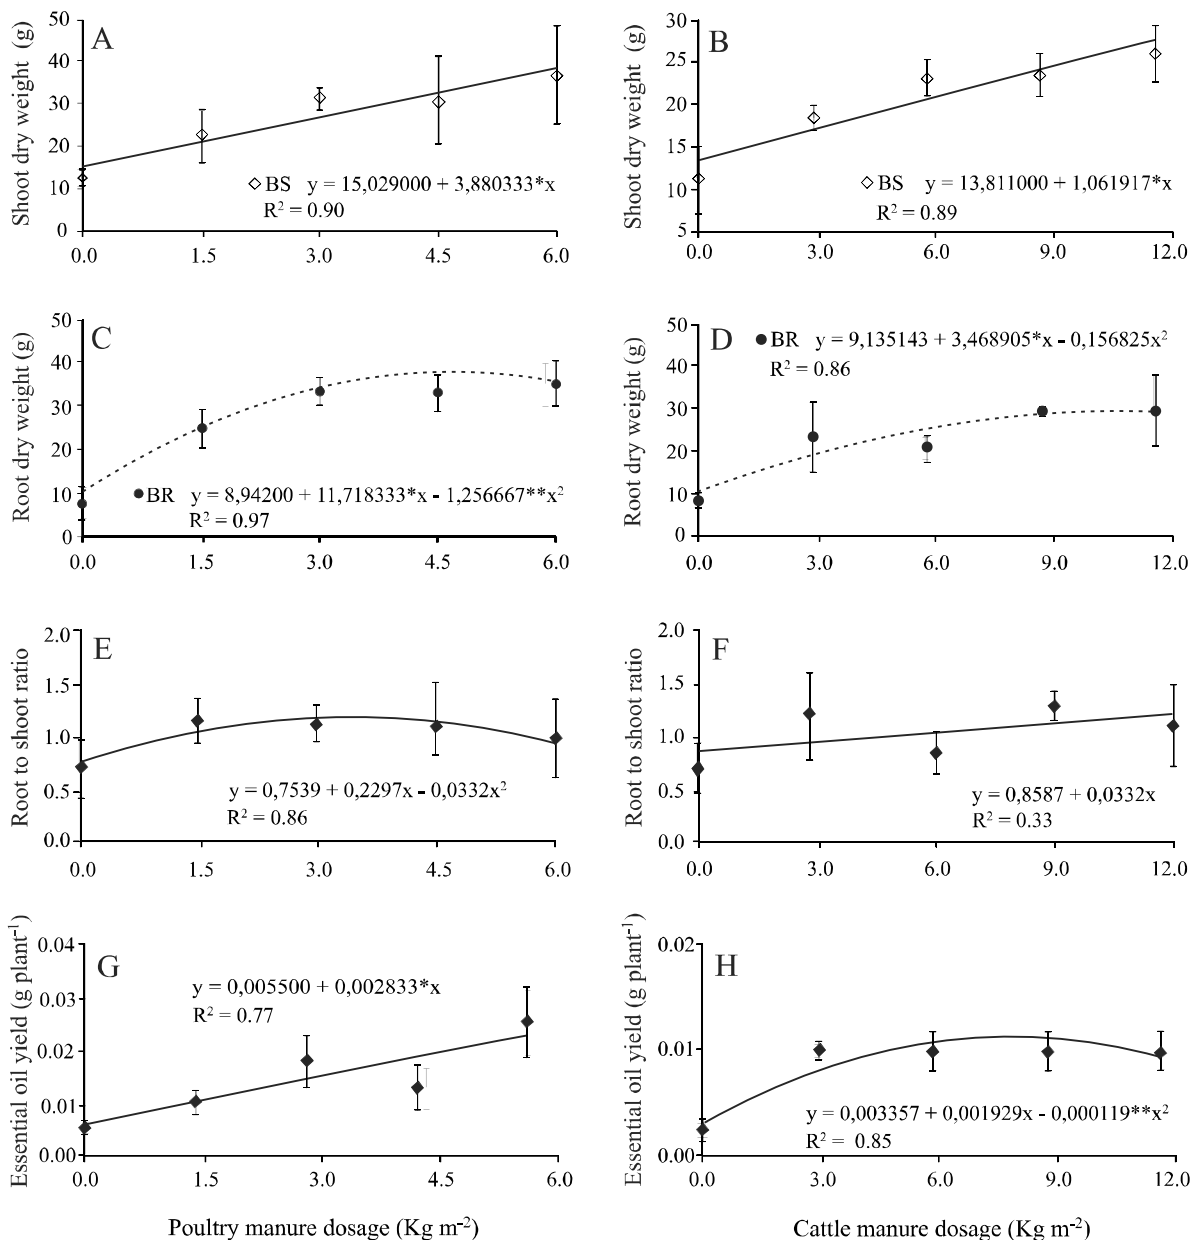 A
Shoot dry weight (g)
50
40
30
20
10
0
◇ BS y = 15,029000 + 3,880333*x
R² = 0.90
0.0 1.5 3.0 4.5 6.0
B
Shoot dry weight (g)
30
25
20
15
10
5
◇ BS y = 13,811000 + 1,061917*x
R² = 0.89
0.0 3.0 6.0 9.0 12.0
C
Root dry weight (g)
50
40
30
20
10
0
● BR y = 8,94200 + 11,718333*x - 1,256667**x²
R² = 0.97
0.0 1.5 3.0 4.5 6.0
D
Root dry weight (g)
50
40
30
20
10
0
● BR y = 9,135143 + 3,468905*x - 0,156825x²
R² = 0.86
0.0 3.0 6.0 9.0 12.0
E
Root to shoot ratio
2.0
1.5
1.0
0.5
0.0
y = 0,7539 + 0,2297x - 0,0332x²
R² = 0.86
0.0 1.5 3.0 4.5 6.0
F
Root to shoot ratio
2.0
1.5
1.0
0.5
0.0
y = 0,8587 + 0,0332x
R² = 0.33
0.0 3.0 6.0 9.0 12.0
G
Essential oil yield (g plant⁻¹)
0.04
0.03
0.02
0.01
0.00
y = 0,005500 + 0,002833*x
R² = 0.77
0.0 1.5 3.0 4.5 6.0
Poultry manure dosage (Kg m⁻²)
H
Essential oil yield (g plant⁻¹)
0.02
0.01
0.00
y = 0,003357 + 0,001929x - 0,000119**x²
R² = 0.85
0.0 3.0 6.0 9.0 12.0
Cattle manure dosage (Kg m⁻²)